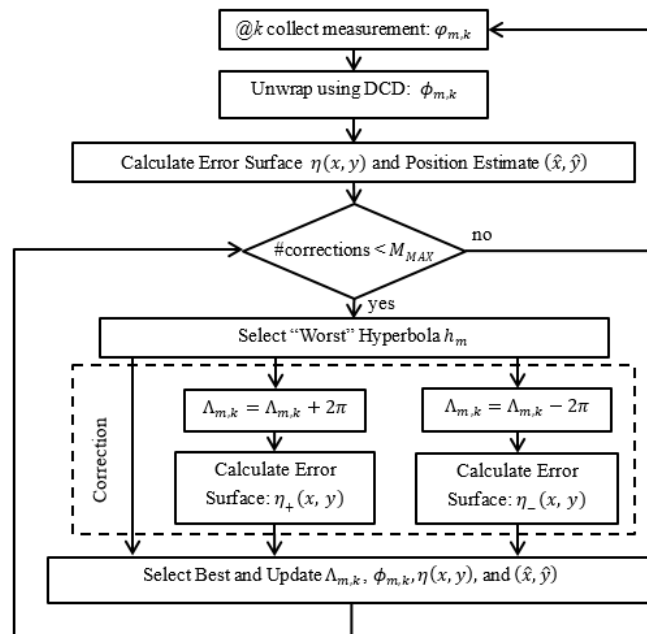 @k collect measurement: φ_{m,k}
Unwrap using DCD: ϕ_{m,k}
Calculate Error Surface η(x, y) and Position Estimate (x̂, ŷ)
#corrections < M_{MAX}
no
yes
Select “Worst” Hyperbola h_m
Correction
Λ_{m,k} = Λ_{m,k} + 2π
Λ_{m,k} = Λ_{m,k} − 2π
Calculate Error
Surface: η_+(x, y)
Calculate Error
Surface: η_−(x, y)
Select Best and Update Λ_{m,k}, ϕ_{m,k}, η(x, y), and (x̂, ŷ)